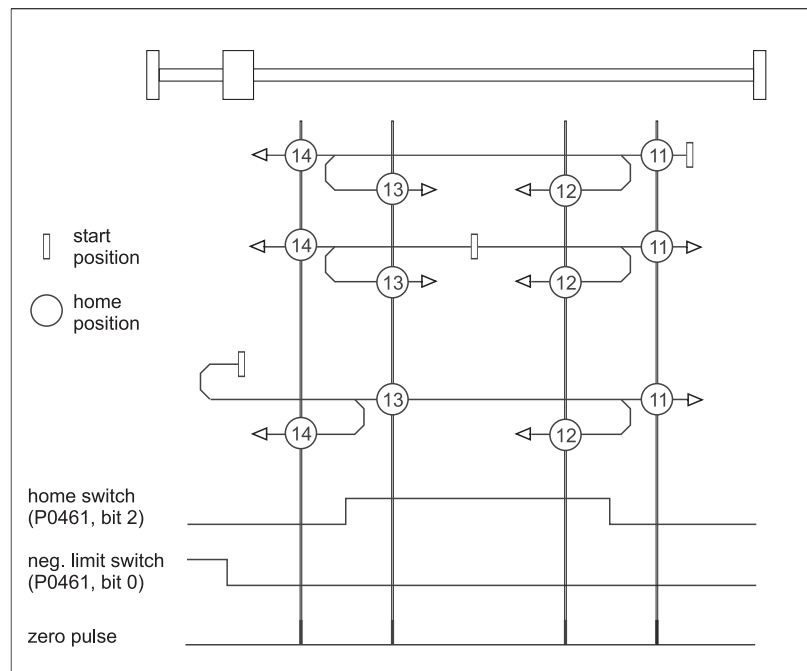 14
11
13
12
start
position
14
11
home
position
13
12
13
11
14
12
home switch
(P0461, bit 2)
neg. limit switch
(P0461, bit 0)
zero pulse